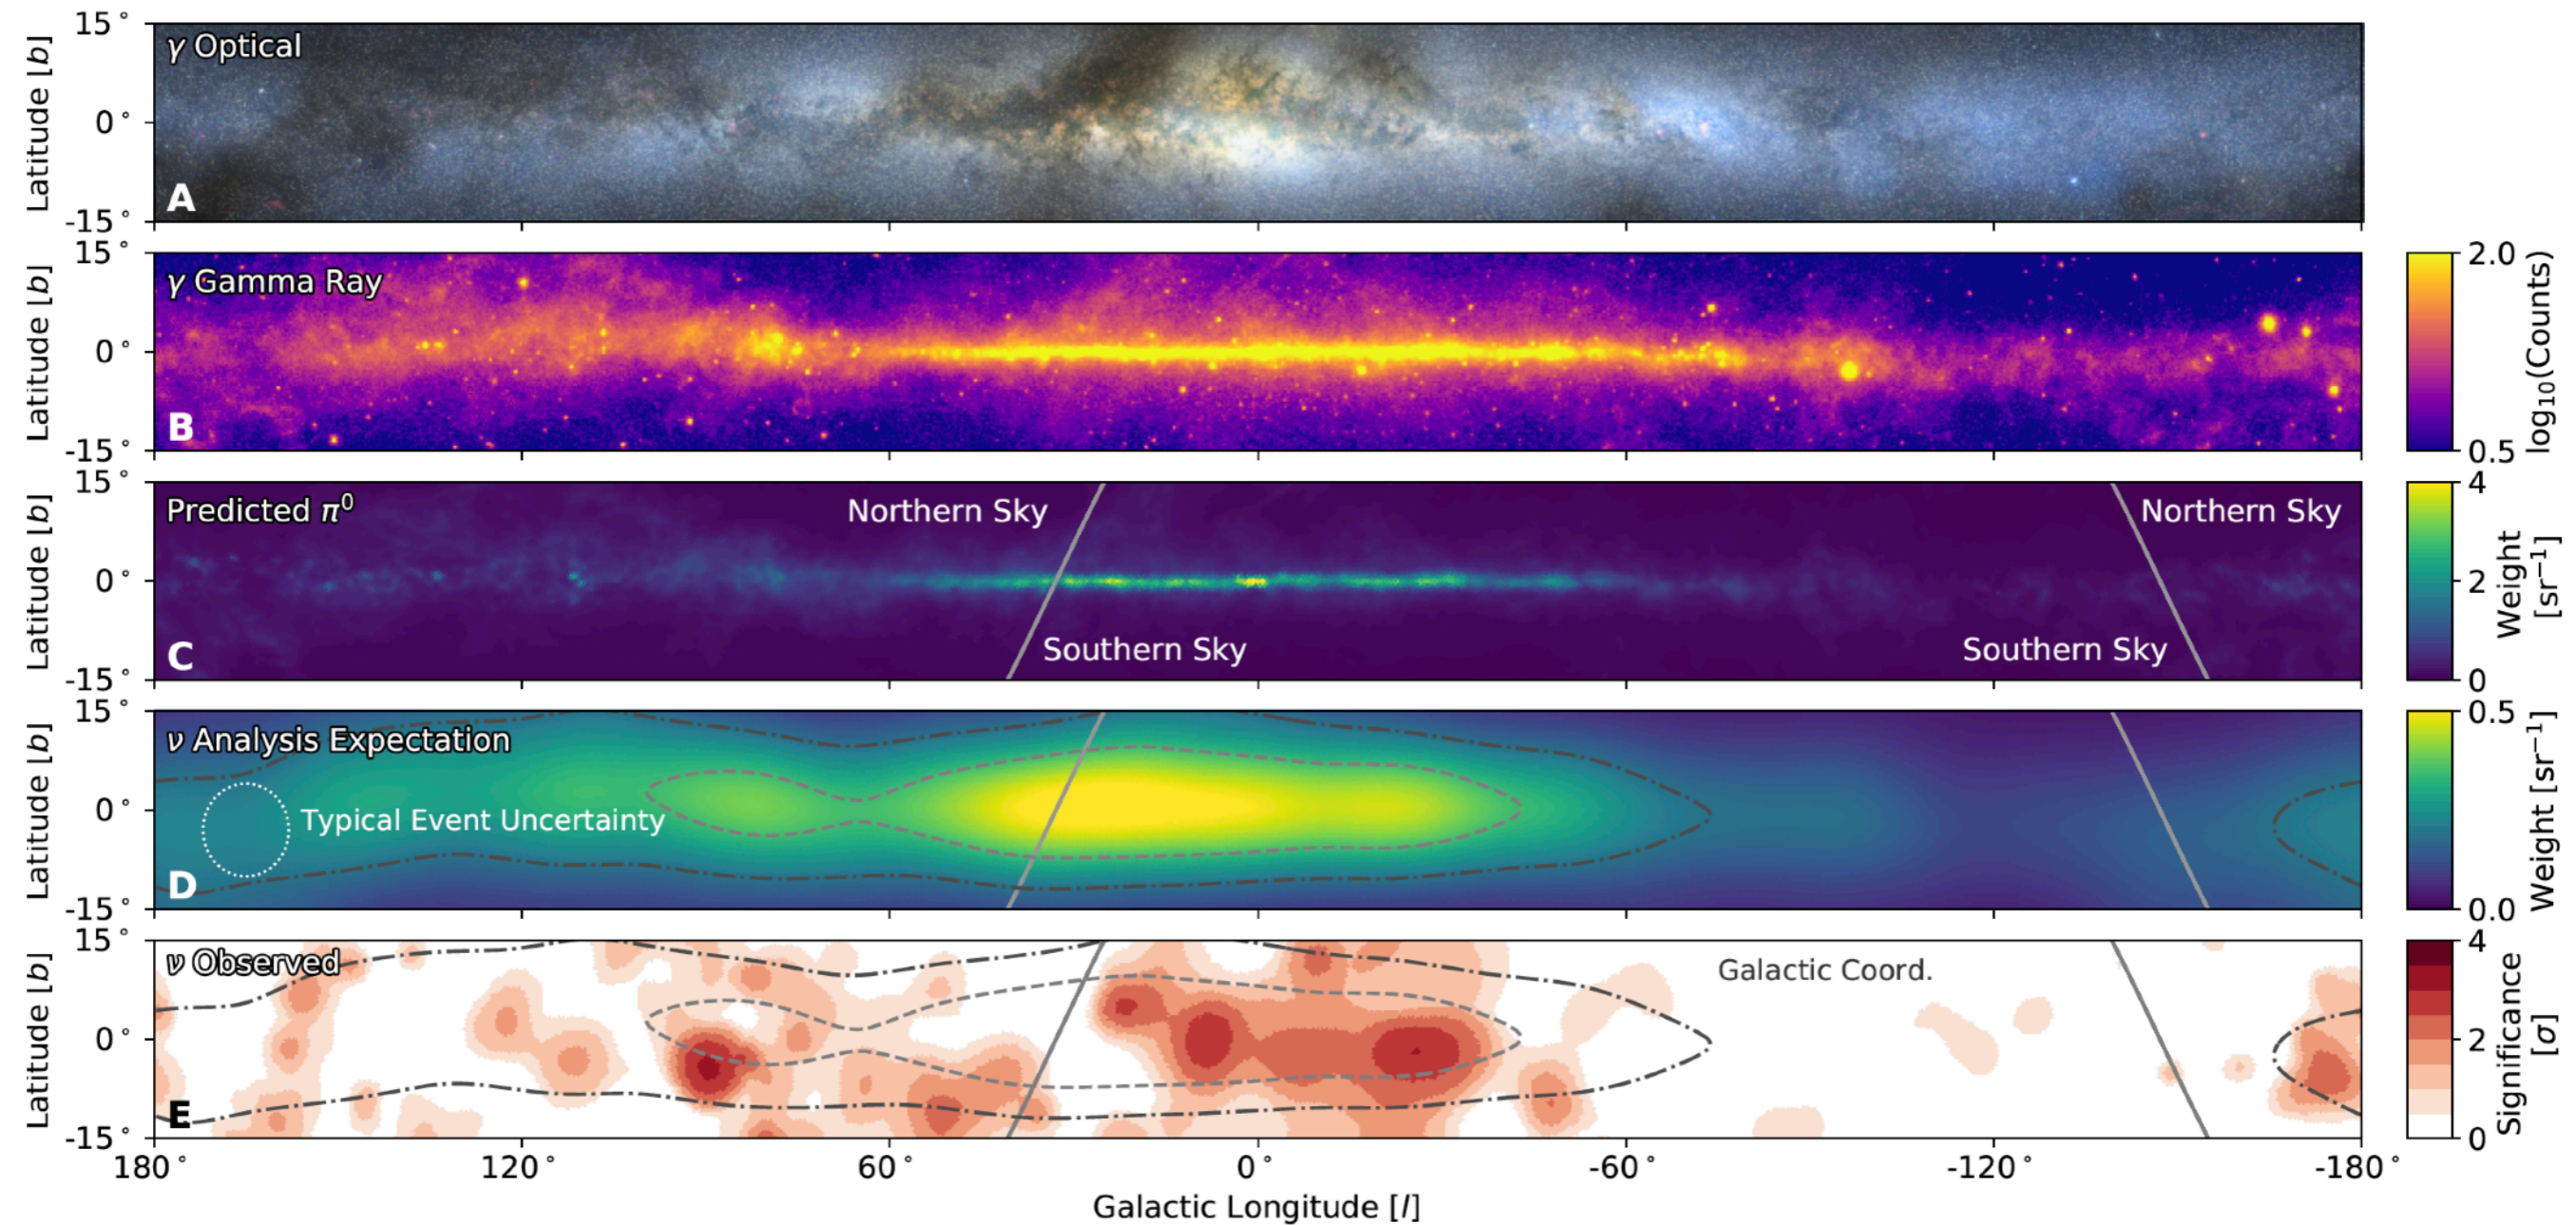 15°
γ Optical
Latitude [b]
0°
A
-15°
15°
γ Gamma Ray
Latitude [b]
0°
B
-15°
2.0
log₁₀(Counts)
0.5
15°
Predicted π⁰
Northern Sky
Northern Sky
Latitude [b]
0°
C
Southern Sky
Southern Sky
-15°
4
2
0
Weight
[sr⁻¹]
15°
ν Analysis Expectation
Latitude [b]
0°
Typical Event Uncertainty
D
-15°
0.5
Weight [sr⁻¹]
0.0
15°
ν Observed
Galactic Coord.
Latitude [b]
0°
E
-15°
4
2
0
Significance
[σ]
180° 120° 60° 0° -60° -120° -180°
Galactic Longitude [l]